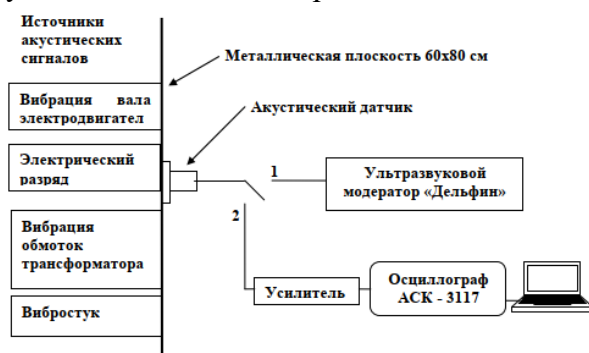 Источники
акустических
сигналов
Металлическая плоскость 60х80 см
Вибрация вала
электродвигател
Акустический датчик
Электрический
разряд
1
Ультразвуковой
модератор «Дельфин»
2
Вибрация
обмоток
трансформатора
Усилитель
Осциллограф
АСК - 3117
Вибростук